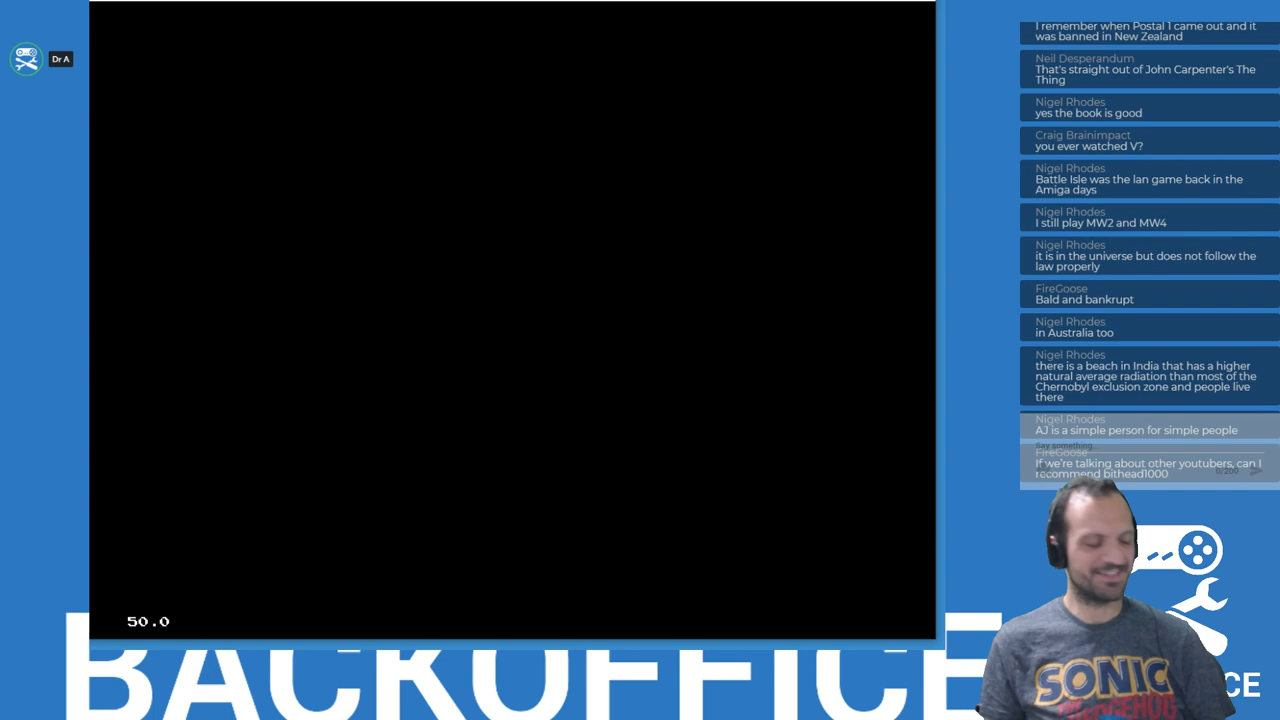 Dr A
50.0
BACKOFFICE
I remember when Postal 1 came out and it
was banned in New Zealand
Neil Desperandum
That's straight out of John Carpenter's The
Thing
Nigel Rhodes
yes the book is good
Craig Brainimpact
you ever watched V?
Nigel Rhodes
Battle Isle was the lan game back in the
Amiga days
Nigel Rhodes
I still play MW2 and MW4
Nigel Rhodes
it is in the universe but does not follow the
law properly
FireGoose
Bald and bankrupt
Nigel Rhodes
in Australia too
Nigel Rhodes
there is a beach in India that has a higher
natural average radiation than most of the
Chernobyl exclusion zone and people live
there
Nigel Rhodes
AJ is a simple person for simple people
Say something...
FireGoose
If we're talking about other youtubers, can I
recommend bithead1000
0/200
CE
SONIC
HEDGEHOG